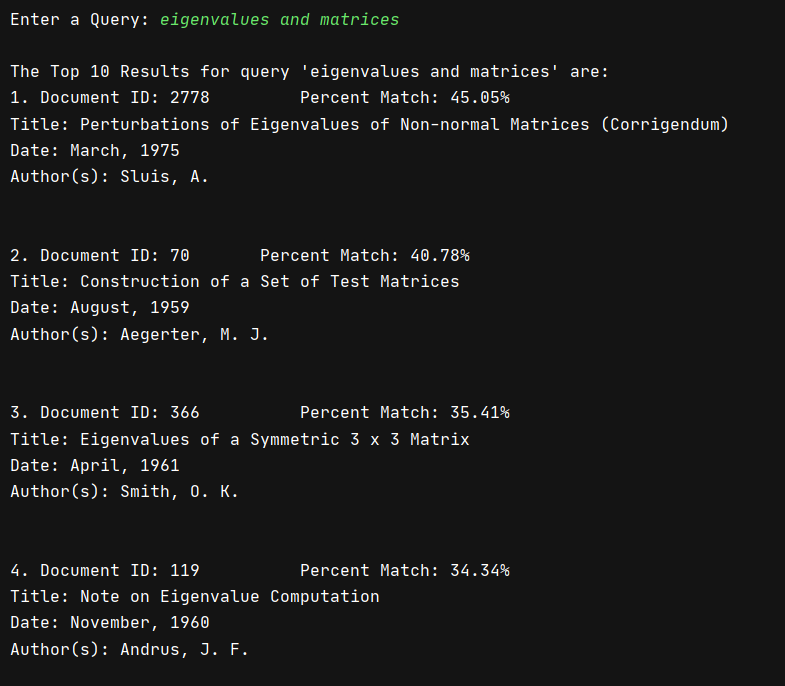 Enter a Query: eigenvalues and matrices
The Top 10 Results for query 'eigenvalues and matrices' are:
1. Document ID: 2778 Percent Match: 45.05%
Title: Perturbations of Eigenvalues of Non-normal Matrices (Corrigendum)
Date: March, 1975
Author(s): Sluis, A.
2. Document ID: 70 Percent Match: 40.78%
Title: Construction of a Set of Test Matrices
Date: August, 1959
Author(s): Aegerter, M. J.
3. Document ID: 366 Percent Match: 35.41%
Title: Eigenvalues of a Symmetric 3 x 3 Matrix
Date: April, 1961
Author(s): Smith, O. K.
4. Document ID: 119 Percent Match: 34.34%
Title: Note on Eigenvalue Computation
Date: November, 1960
Author(s): Andrus, J. F.